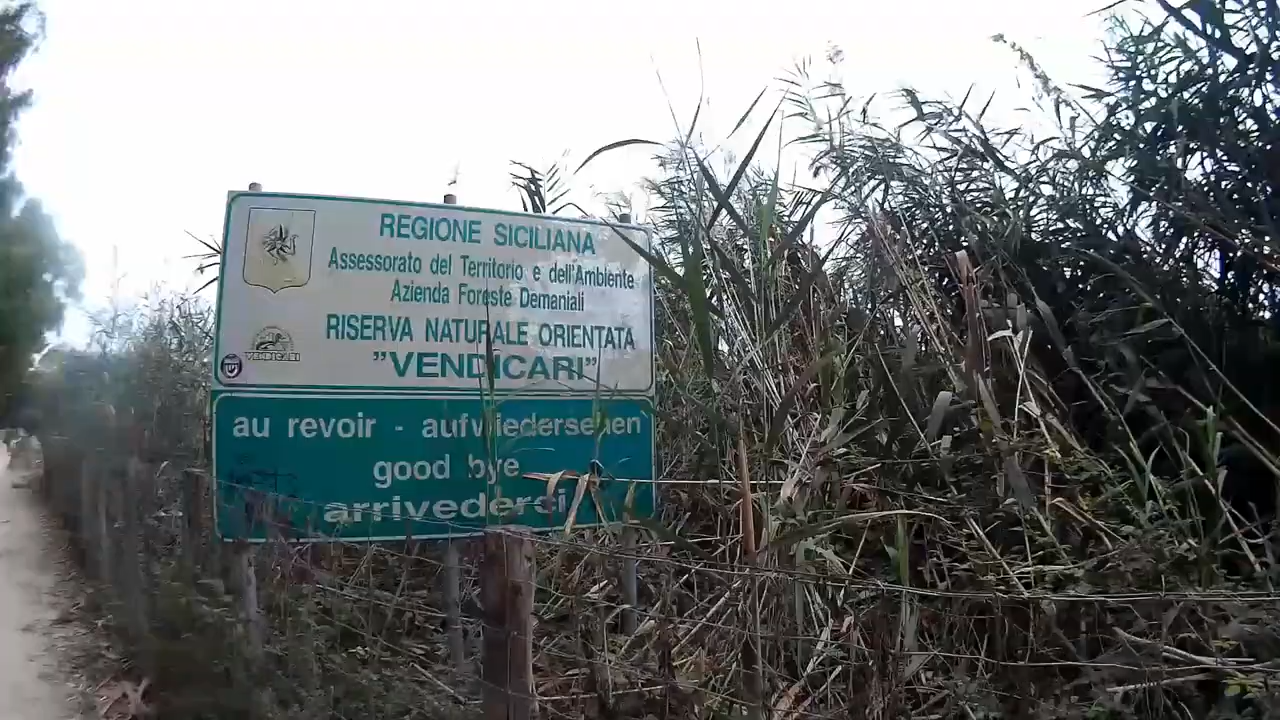 REGIONE SICILIANA
Assessorato del Territorio e dell'Ambiente
Azienda Foreste Demaniali
RISERVA NATURALE ORIENTATA
"VENDICARI"
VENDICARI
au revoir - aufwiedersehen
good bye
arrivederci